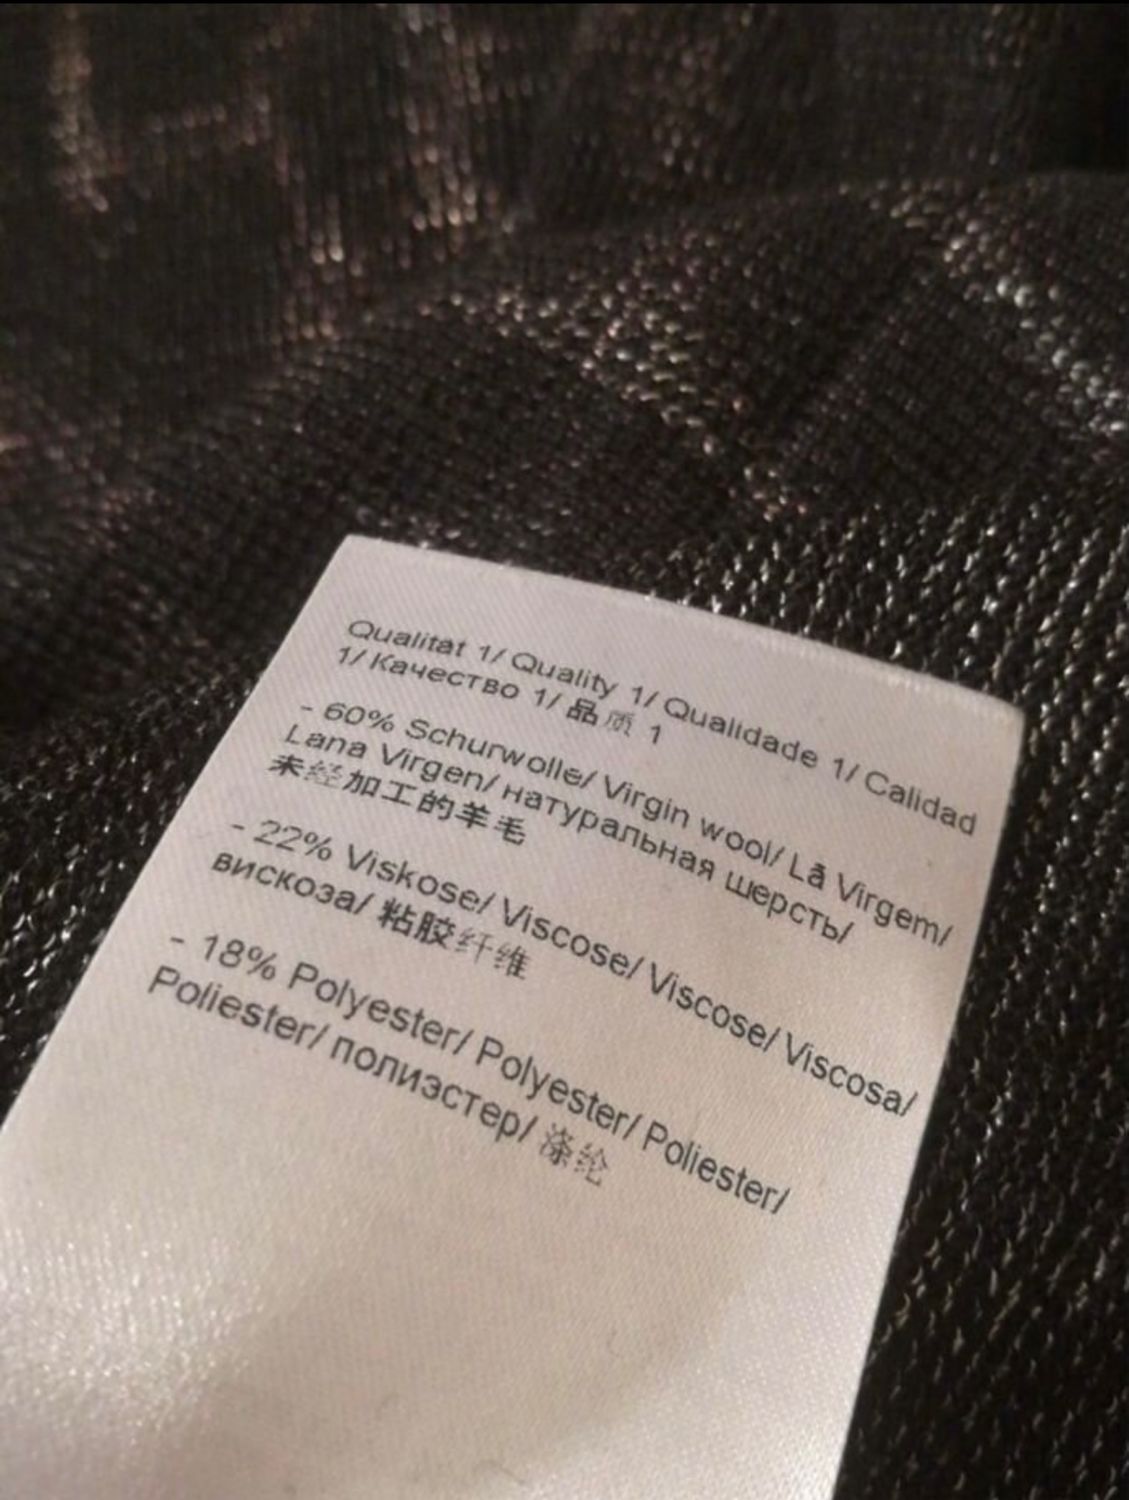 Qualität 1/ Quality 1/ Qualidade 1/ Calidad
1/ Качество 1/ 品质 1
- 60% Schurwolle/ Virgin wool/ Lã Virgem/
Lana Virgen/ натуральная шерсть/
未经加工的羊毛
- 22% Viskose/ Viscose/ Viscose/ Viscosa/
вискоза/ 粘胶纤维
- 18% Polyester/ Polyester/ Poliester/
Poliester/ полиэстер/ 涤纶